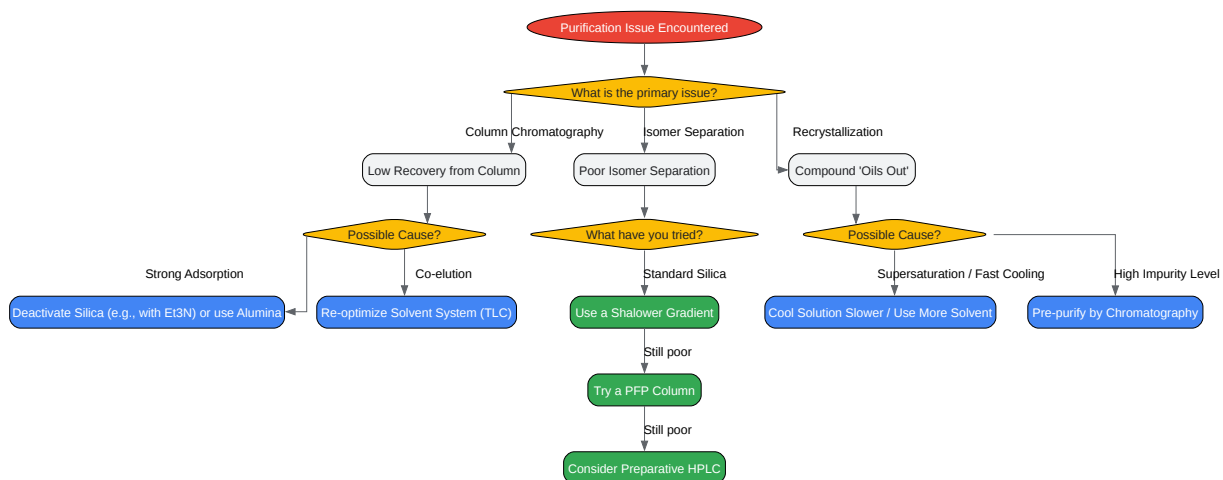 Purification Issue Encountered
What is the primary issue?
Column Chromatography
Isomer Separation
Recrystallization
Low Recovery from Column
Poor Isomer Separation
Compound 'Oils Out'
Possible Cause?
What have you tried?
Possible Cause?
Strong Adsorption
Co-elution
Standard Silica
Supersaturation / Fast Cooling
High Impurity Level
Deactivate Silica (e.g., with Et3N) or use Alumina
Re-optimize Solvent System (TLC)
Use a Shalower Gradient
Cool Solution Slower / Use More Solvent
Pre-purify by Chromatography
Still poor
Try a PFP Column
Still poor
Consider Preparative HPLC